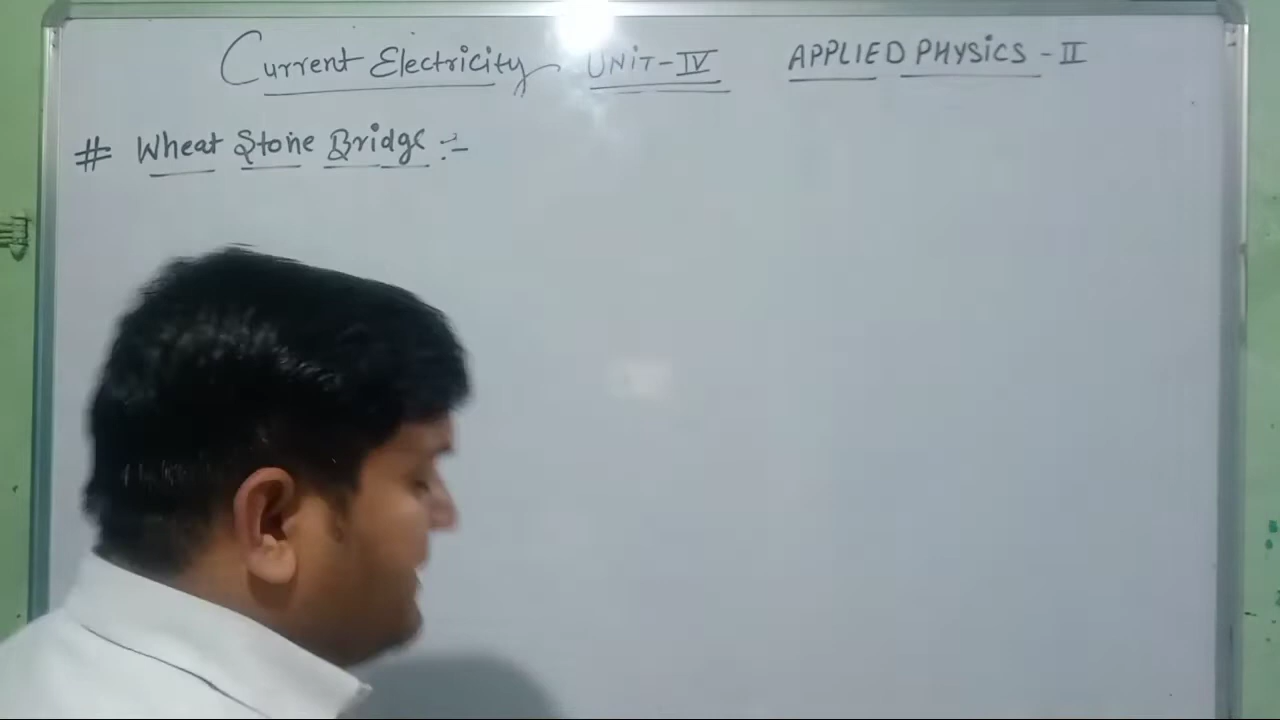 Current Electricity UNiT-IV APPLIED PHYSiCS - II
# Wheat Stone Bridge :-